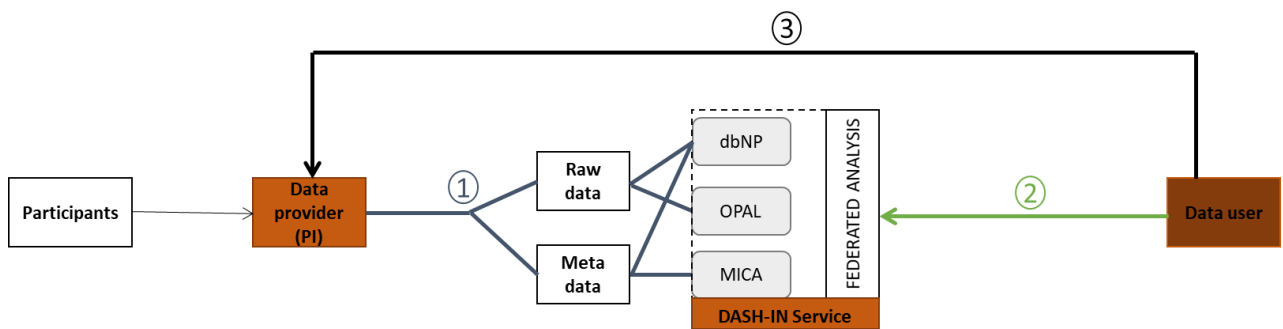 ③
Participants
Data
provider
(PI)
①
Raw
data
Meta
data
dbNP
OPAL
MICA
FEDERATED ANALYSIS
DASH-IN Service
②
Data user